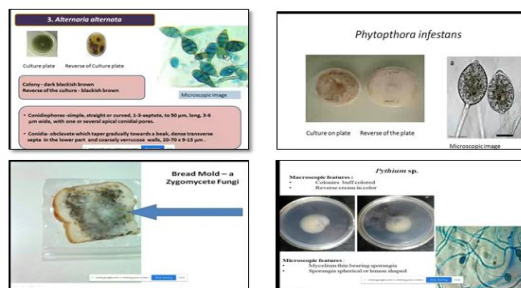 3. Alternaria alternata
Culture plate
Reverse of Culture plate
Colony - dark blackish brown
Reverse of the culture - blackish brown
Microscopic image
• Conidiophores -simple, straight or curved, 1-3-septate, to 50 µm, long, 3-6
µm wide, with one or several apical conidial pores.
• Conidia- obclavate which taper gradually towards a beak, dense transverse
septa in the lower part and coarsely verrucose walls, 20-70 x 9-15 µm .
Phytopthora infestans
Culture on plate
Reverse of the plate
Microscopic image
Bread Mold – a
Zygomycete Fungi
Pythium sp.
Macroscopic features :
• Colonies buff colored
• Reverse cream in color
Microscopic features :
• Mycelium thin bearing sporangia
• Sporangia spherical or lemon shaped